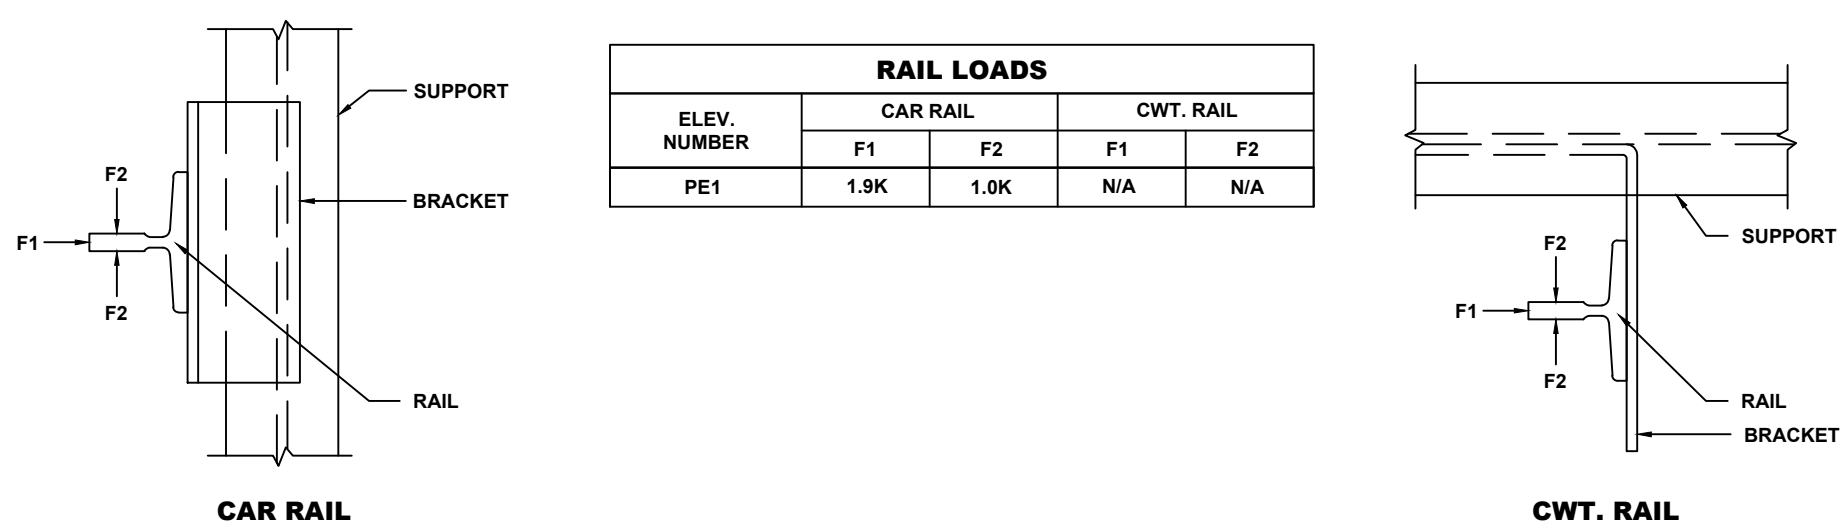 SUPPORT
F2
BRACKET
F1
F2
RAIL
CAR RAIL
RAIL LOADS
ELEV.
NUMBER
CAR RAIL
CWT. RAIL
F1
F2
F1
F2
PE1
1.9K
1.0K
N/A
N/A
SUPPORT
F2
F1
F2
RAIL
BRACKET
CWT. RAIL